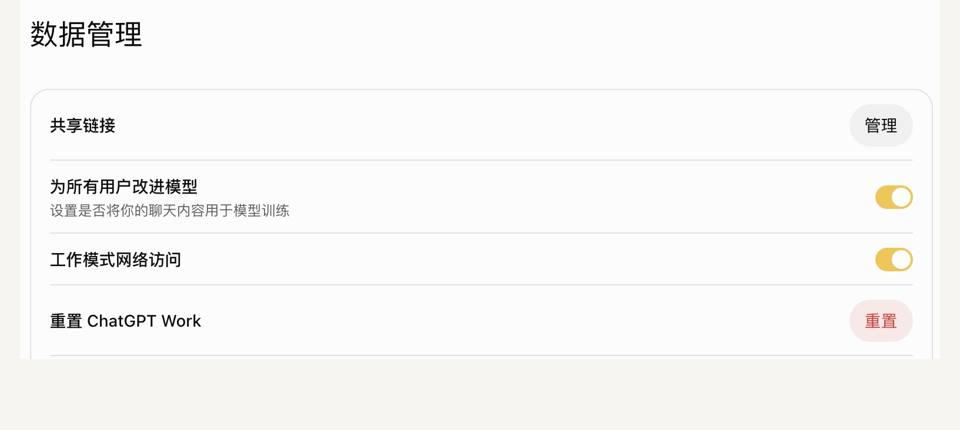 数据管理
共享链接
管理
为所有用户改进模型
设置是否将你的聊天内容用于模型训练
工作模式网络访问
重置 ChatGPT Work
重置